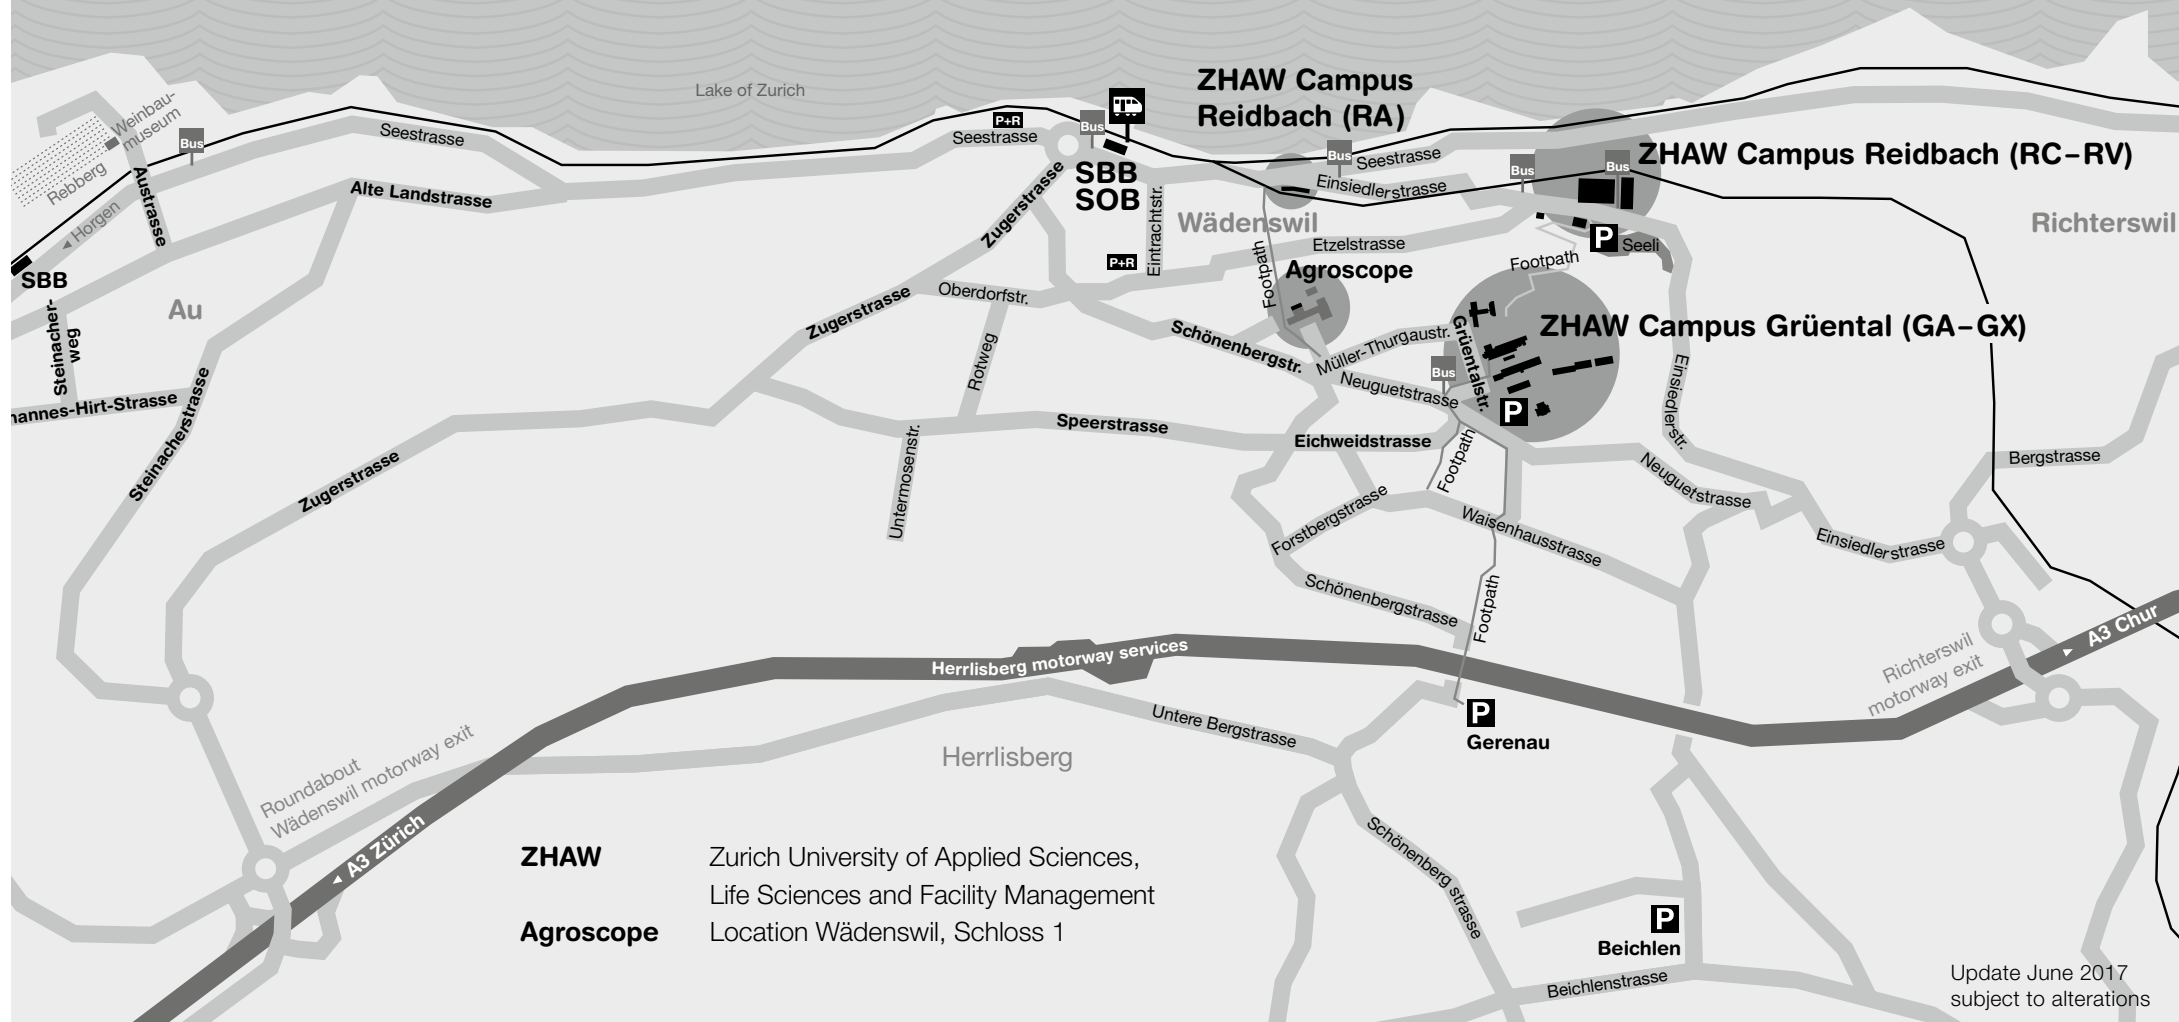 Lake of Zurich
Weinbau-
museum
Rebberg
Horgen
Bus
Seestrasse
Austrasse
Alte Landstrasse
SBB
Au
Steinacher-
weg
hannes-Hirt-Strasse
Steinacherstrasse
Zugerstrasse
P+R
Seestrasse
Bus
SBB
SOB
Zugerstrasse
Eintrachtstr.
P+R
Zugerstrasse
Oberdorfstr.
Rotweg
Untermosenstr.
Speerstrasse
ZHAW Campus
Reidbach (RA)
Bus
Seestrasse
Einsiedlerstrasse
Wädenswil
Bus
Bus
ZHAW Campus Reidbach (RC–RV)
P
Seeli
Richterswil
Etzelstrasse
Footpath
Agroscope
Footpath
Schönenbergstr.
Müller-Thurgaustr.
Grüentalstr.
ZHAW Campus Grüental (GA–GX)
Bus
Neuguetstrasse
P
Einsiedlerstr.
Eichweidstrasse
Footpath
Neuguetstrasse
Bergstrasse
Forstbergstrasse
Waisenhausstrasse
Einsiedlerstrasse
Schönenbergstrasse
Footpath
Herrlisberg motorway services
A3 Chur
Richterswil
motorway exit
Untere Bergstrasse
P
Gerenau
Herrlisberg
Roundabout
Wädenswil motorway exit
A3 Zürich
Schönenberg strasse
P
Beichlen
Beichlenstrasse
ZHAW Zurich University of Applied Sciences,
Life Sciences and Facility Management
Agroscope Location Wädenswil, Schloss 1
Update June 2017
subject to alterations